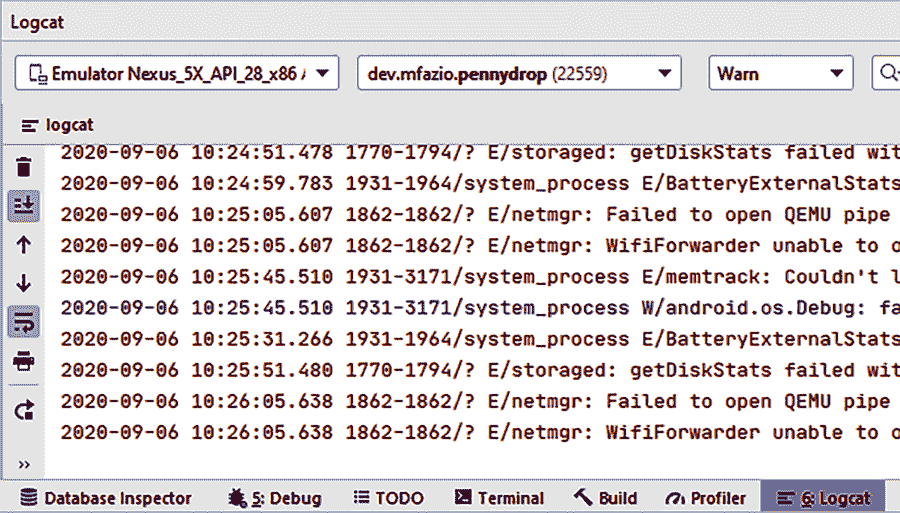 Logcat
Emulator Nexus_5X_API_28_x86 dev.mfazio.pennydrop (22559) Warn
logcat
2020-09-06 10:24:51.478 1770-1794/? E/storaged: getDiskStats failed wit
2020-09-06 10:24:59.783 1931-1964/system_process E/BatteryExternalStats
2020-09-06 10:25:05.607 1862-1862/? E/netmgr: Failed to open QEMU pipe
2020-09-06 10:25:05.607 1862-1862/? E/netmgr: WifiForwarder unable to o
2020-09-06 10:25:45.510 1931-3171/system_process E/memtrack: Couldn't l
2020-09-06 10:25:45.510 1931-3171/system_process W/android.os.Debug: fa
2020-09-06 10:25:31.266 1931-1964/system_process E/BatteryExternalStats
2020-09-06 10:25:51.480 1770-1794/? E/storaged: getDiskStats failed wit
2020-09-06 10:26:05.638 1862-1862/? E/netmgr: Failed to open QEMU pipe
2020-09-06 10:26:05.638 1862-1862/? E/netmgr: WifiForwarder unable to o
Database Inspector 5: Debug TODO Terminal Build Profiler 6: Logcat